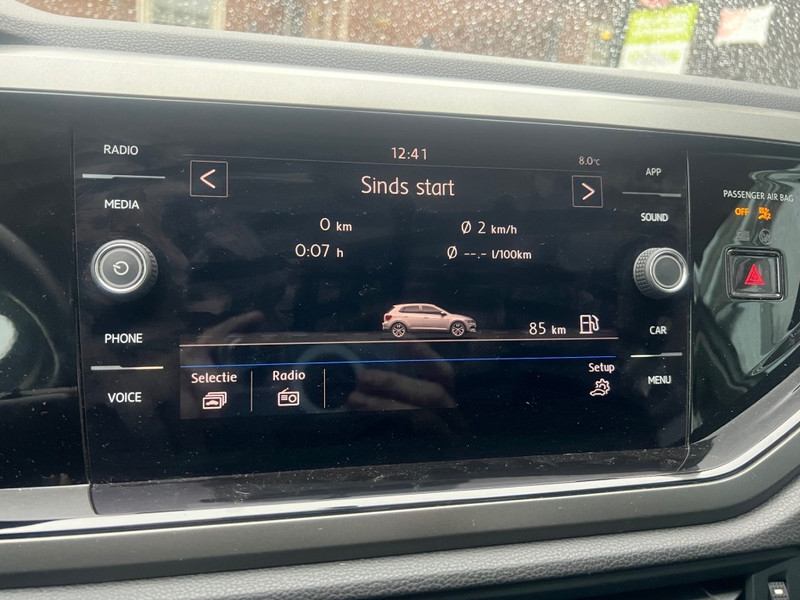 RADIO
MEDIA
PHONE
VOICE
12:41
8.0°C
<
Sinds start
>
0 km
Ø 2 km/h
0:07 h
Ø --.- l/100km
85 km
Selectie
Radio
Setup
APP
SOUND
CAR
MENU
PASSENGER AIR BAG
OFF